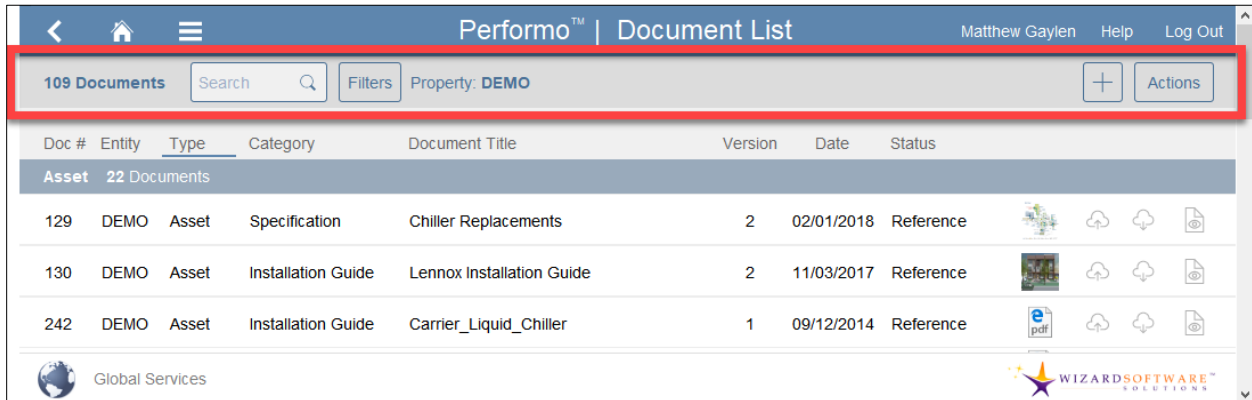 Performo™ | Document List Matthew Gaylen Help Log Out
109 Documents Search Filters Property: DEMO Actions
Doc # Entity Type Category Document Title Version Date Status
Asset 22 Documents
129 DEMO Asset Specification Chiller Replacements 2 02/01/2018 Reference
130 DEMO Asset Installation Guide Lennox Installation Guide 2 11/03/2017 Reference
242 DEMO Asset Installation Guide Carrier_Liquid_Chiller 1 09/12/2014 Reference e pdf
Global Services WIZARDSOFTWARE™
SOLUTIONS